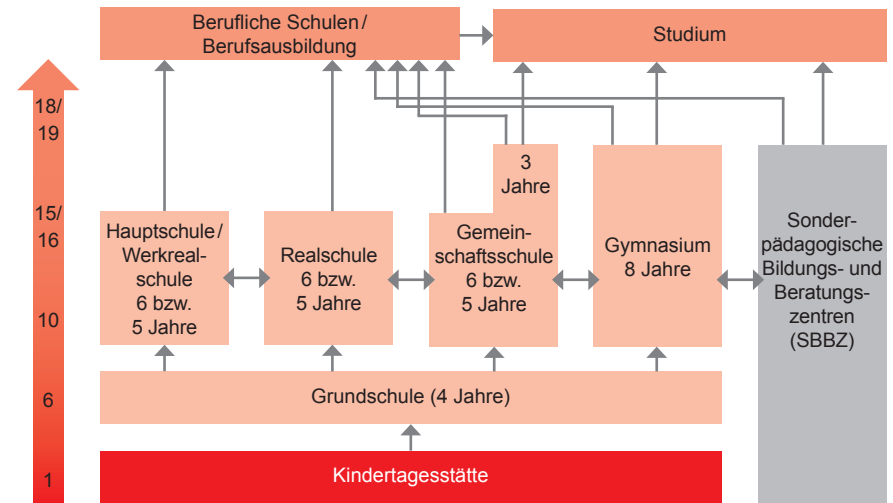 Berufliche Schulen /
Berufsausbildung
Studium
18/
19
3
Jahre
15/
16
Hauptschule /
Werkreal-
schule
6 bzw.
5 Jahre
Realschule
6 bzw.
5 Jahre
Gemein-
schaftsschule
6 bzw.
5 Jahre
Gymnasium
8 Jahre
Sonder-
pädagogische
Bildungs- und
Beratungs-
zentren
(SBBZ)
10
6
Grundschule (4 Jahre)
1
Kindertagesstätte